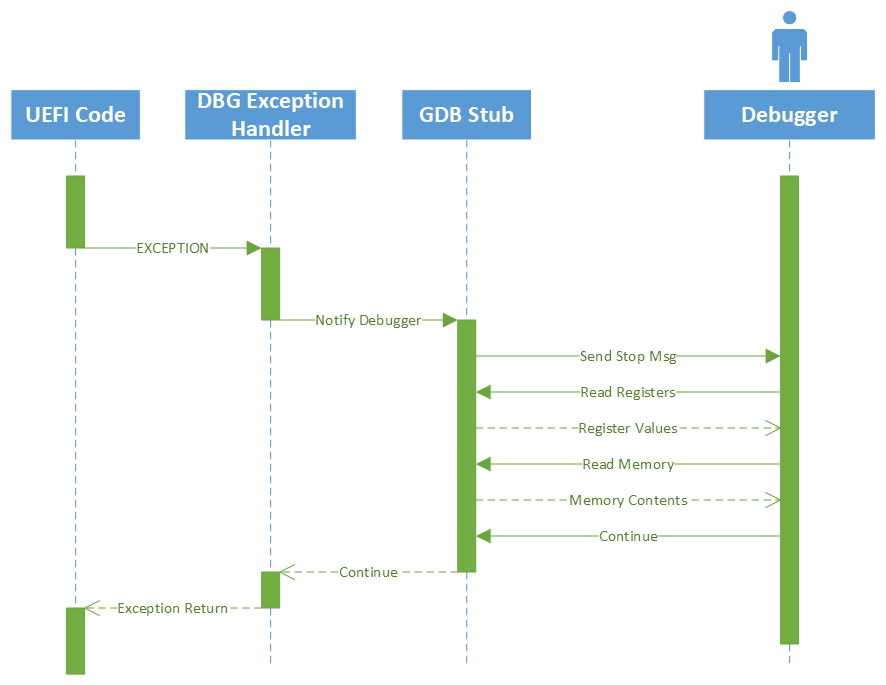 UEFI Code
DBG Exception
Handler
GDB Stub
Debugger
EXCEPTION
Notify Debugger
Send Stop Msg
Read Registers
Register Values
Read Memory
Memory Contents
Continue
Continue
Exception Return